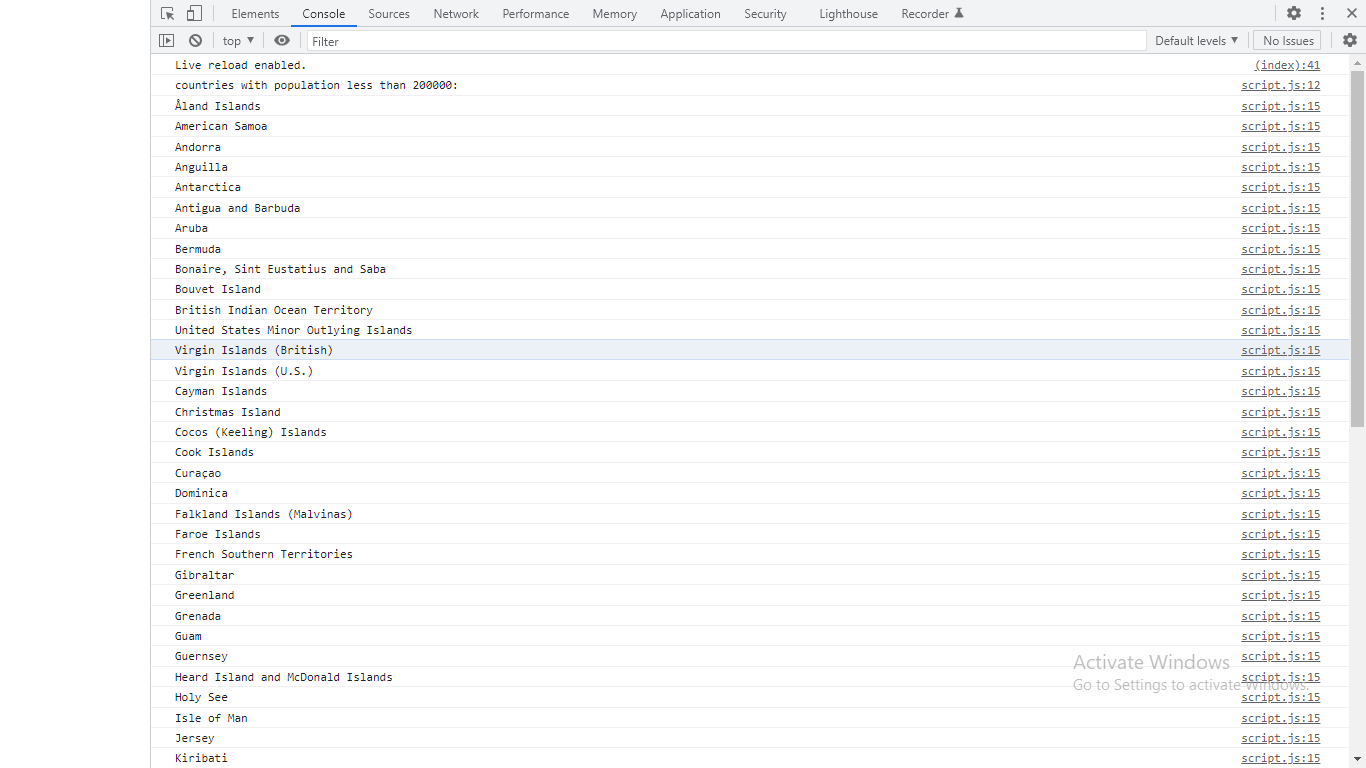 Elements Console Sources Network Performance Memory Application Security Lighthouse Recorder
top Filter Default levels No Issues
Live reload enabled. (index):41
countries with population less than 200000: script.js:12
Åland Islands script.js:15
American Samoa script.js:15
Andorra script.js:15
Anguilla script.js:15
Antarctica script.js:15
Antigua and Barbuda script.js:15
Aruba script.js:15
Bermuda script.js:15
Bonaire, Sint Eustatius and Saba script.js:15
Bouvet Island script.js:15
British Indian Ocean Territory script.js:15
United States Minor Outlying Islands script.js:15
Virgin Islands (British) script.js:15
Virgin Islands (U.S.) script.js:15
Cayman Islands script.js:15
Christmas Island script.js:15
Cocos (Keeling) Islands script.js:15
Cook Islands script.js:15
Curaçao script.js:15
Dominica script.js:15
Falkland Islands (Malvinas) script.js:15
Faroe Islands script.js:15
French Southern Territories script.js:15
Gibraltar script.js:15
Greenland script.js:15
Grenada script.js:15
Guam script.js:15
Guernsey script.js:15
Activate Windows
Heard Island and McDonald Islands script.js:15
Go to Settings to activate Windows.
Holy See script.js:15
Isle of Man script.js:15
Jersey script.js:15
Kiribati script.js:15